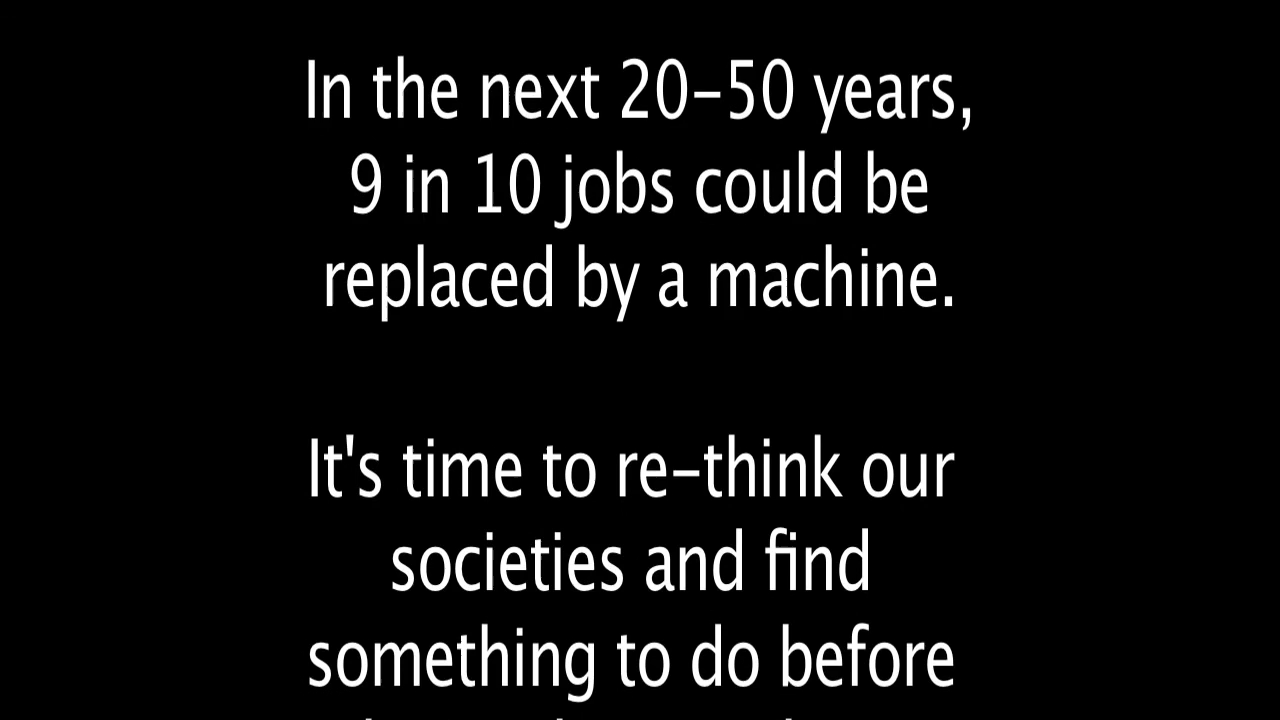 In the next 20–50 years,
9 in 10 jobs could be
replaced by a machine.
It's time to re–think our
societies and find
something to do before